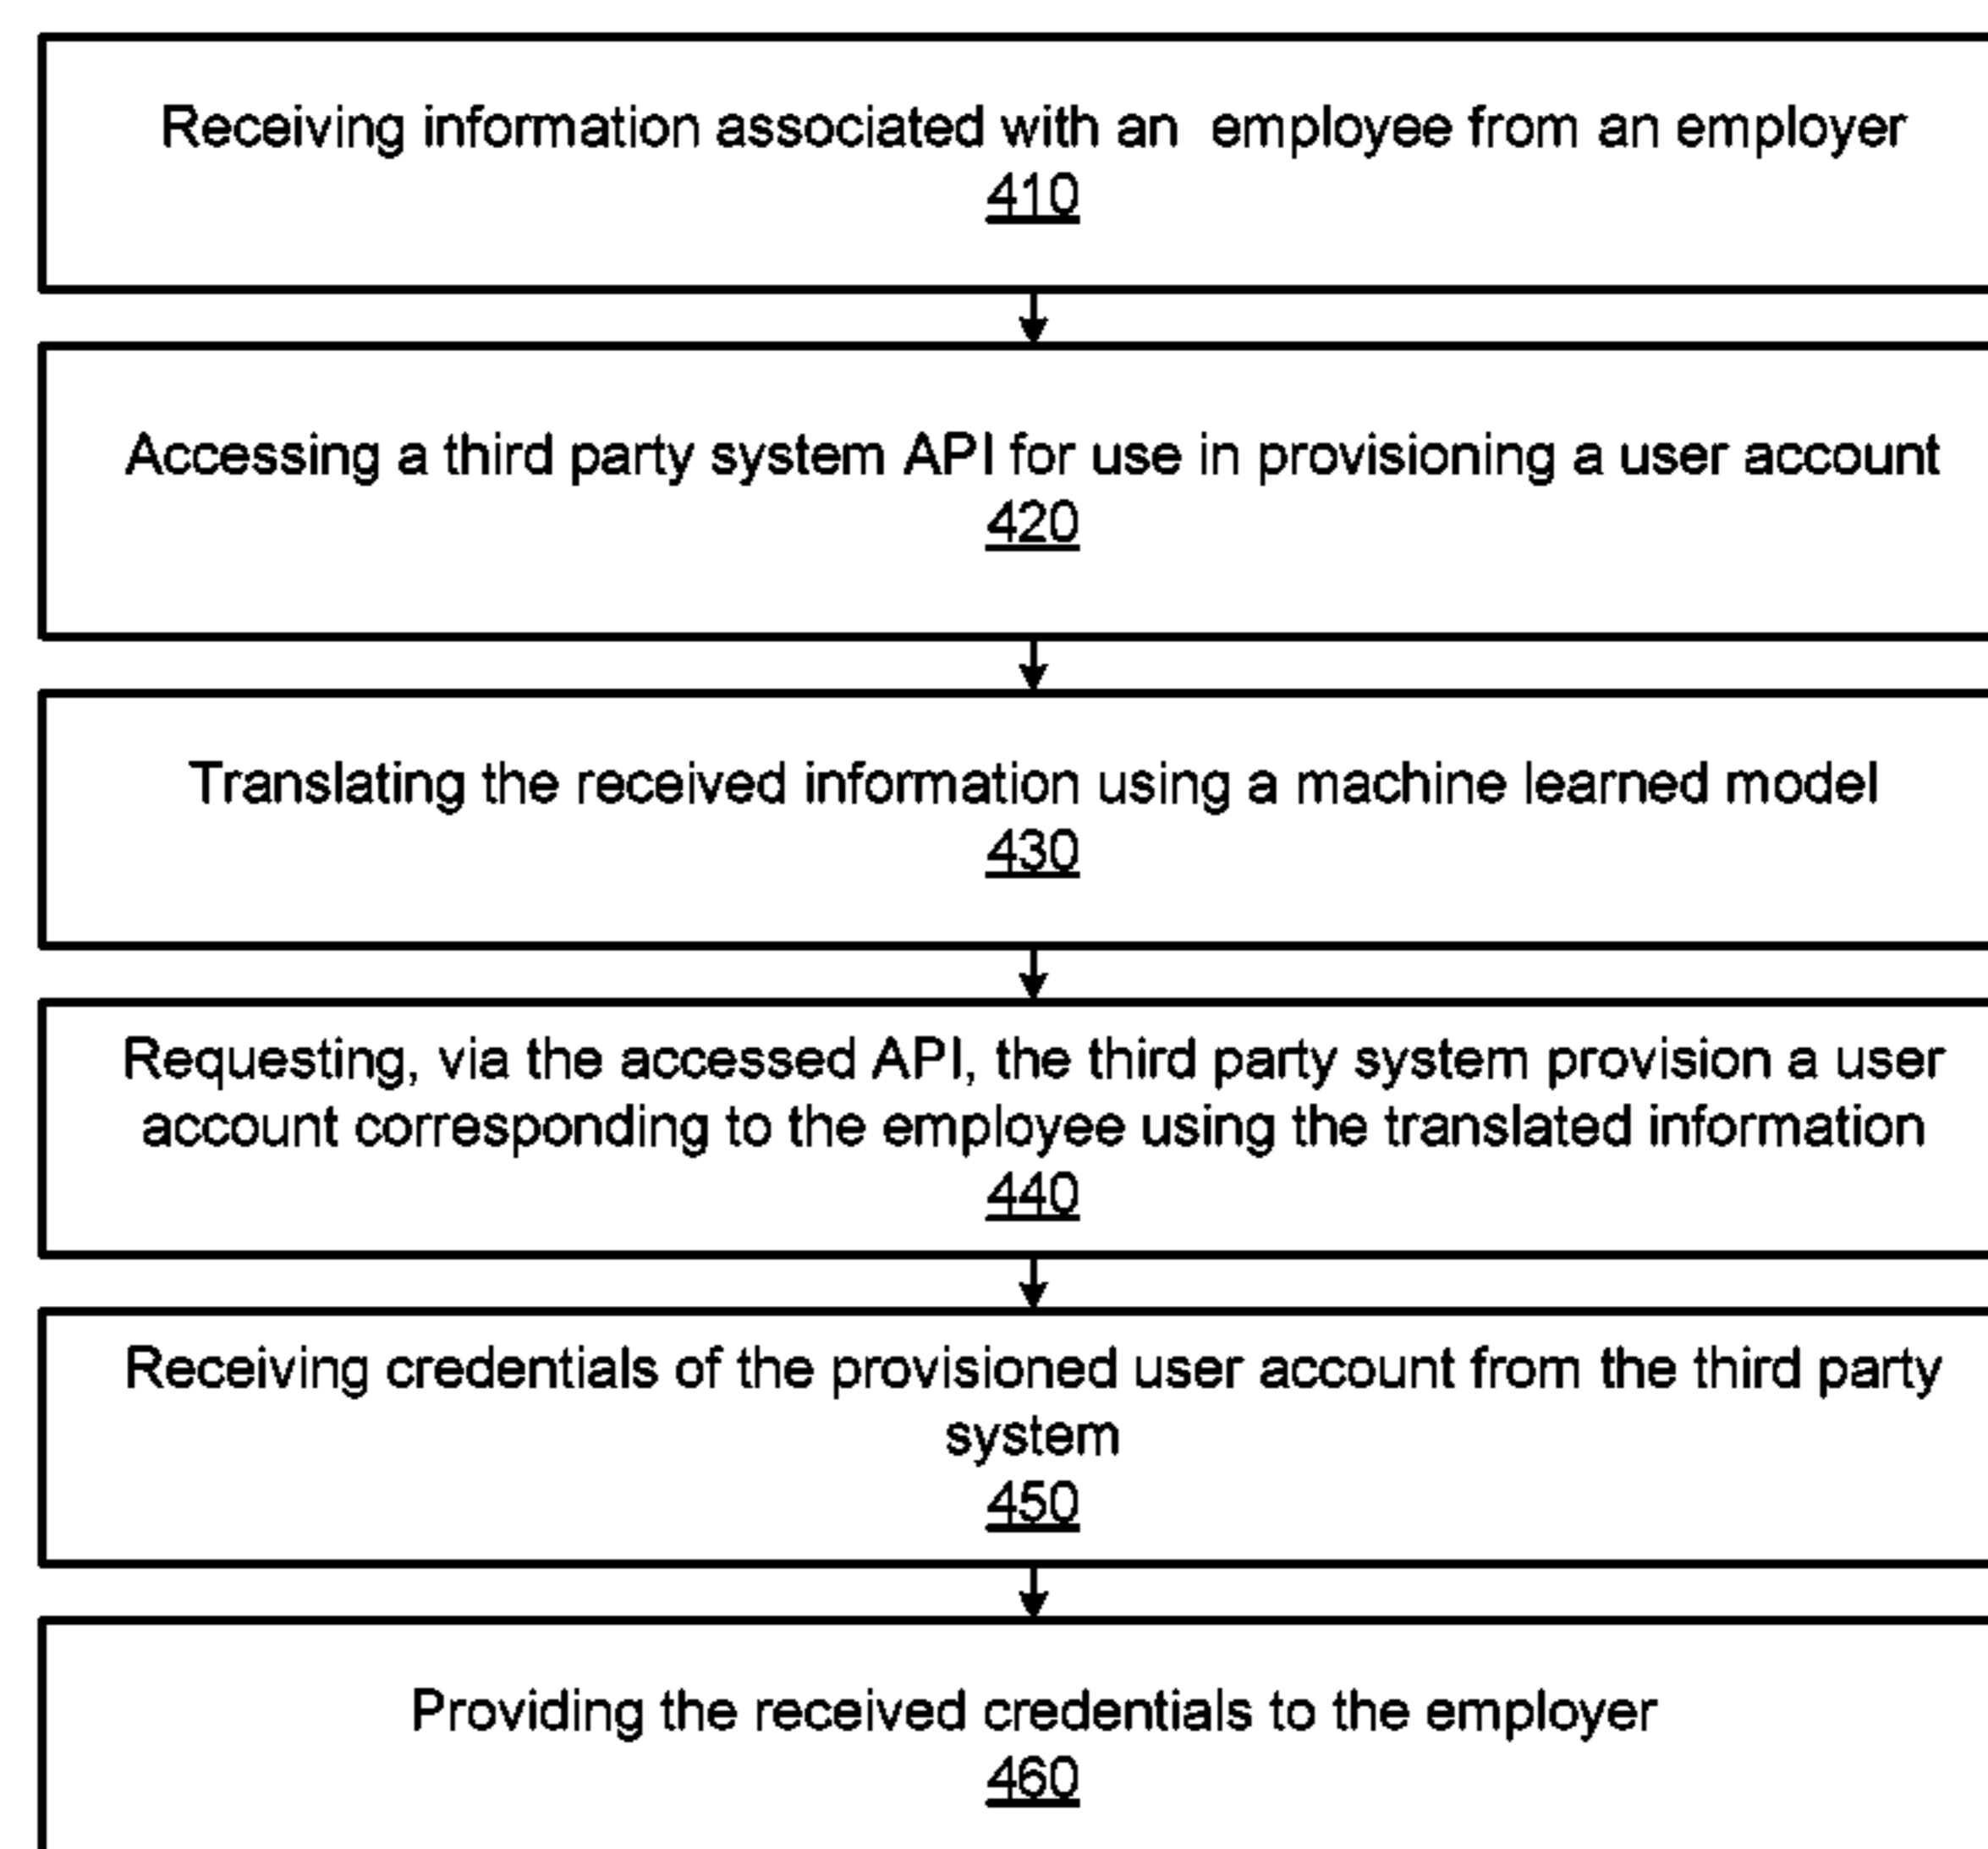 Receiving information associated with an employee from an employer
410
Accessing a third party system API for use in provisioning a user account
420
Translating the received information using a machine learned model
430
Requesting, via the accessed API, the third party system provision a user
account corresponding to the employee using the translated information
440
Receiving credentials of the provisioned user account from the third party
system
450
Providing the received credentials to the employer
460